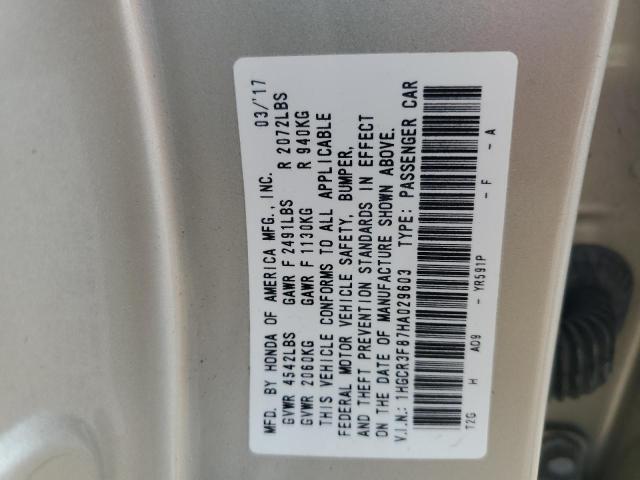 MFD. BY HONDA OF AMERICA MFG., INC. 03/'17
GVWR 4542LBS GAWR F 2491LBS R 2072LBS
GVWR 2060KG GAWR F 1130KG R 940KG
THIS VEHICLE CONFORMS TO ALL APPLICABLE
FEDERAL MOTOR VEHICLE SAFETY, BUMPER,
AND THEFT PREVENTION STANDARDS IN EFFECT
ON THE DATE OF MANUFACTURE SHOWN ABOVE.
V.I.N.: 1HGCR3F87HA029603 TYPE: PASSENGER CAR
T2G H A09 - YR591P - F - A